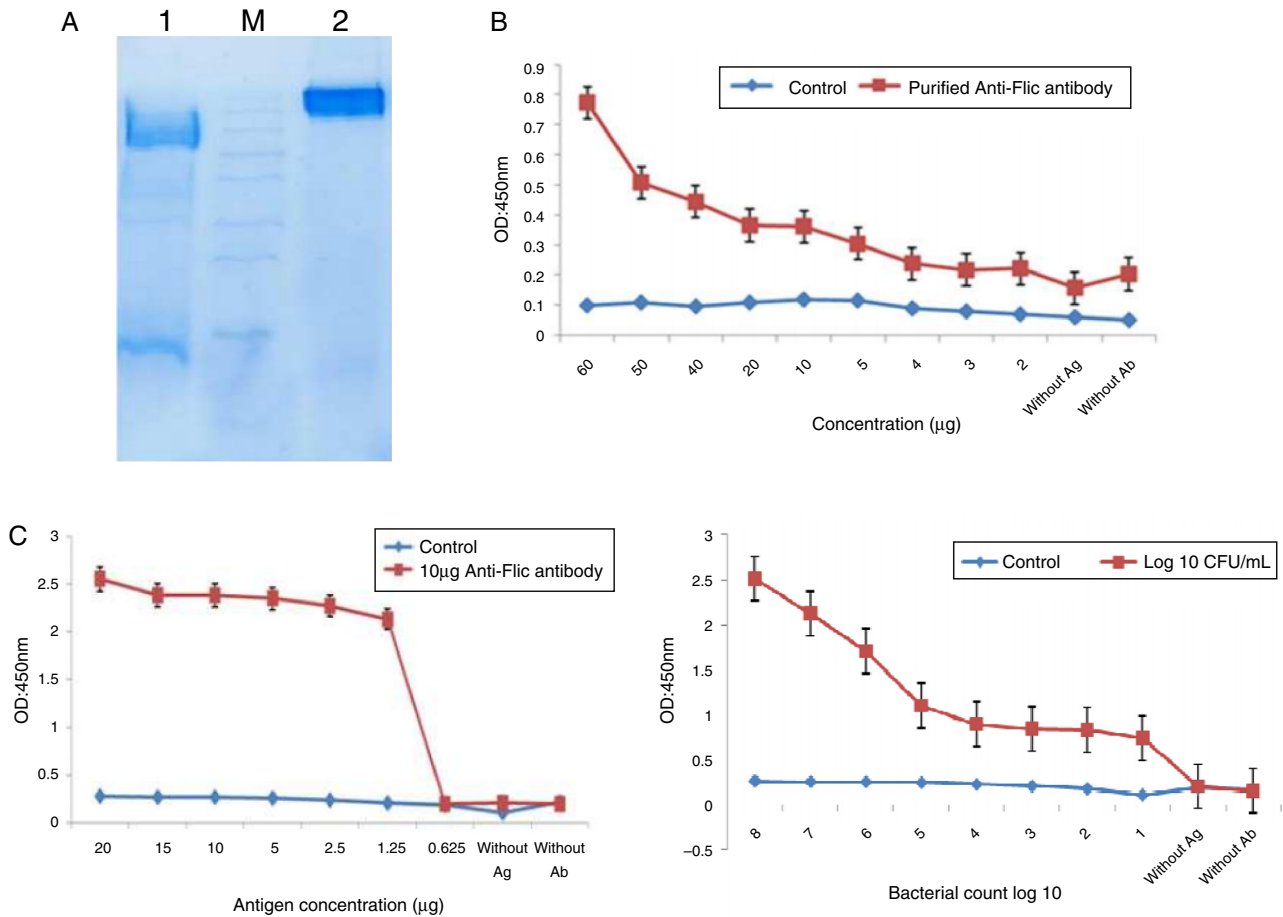 A
1 M 2
B
Control Purified Anti-Flic antibody
OD:450nm
0.9
0.8
0.7
0.6
0.5
0.4
0.3
0.2
0.1
0
60 50 40 20 10 5 4 3 2 Without Ag Without Ab
Concentration (μg)
C
Control
10μg Anti-Flic antibody
OD:450nm
3
2.5
2
1.5
1
0.5
0
20 15 10 5 2.5 1.25 0.625 Without Without
Ag Ab
Antigen concentration (μg)
Control Log 10 CFU/mL
OD:450nm
3
2.5
2
1.5
1
0.5
0
–0.5
8 7 6 5 4 3 2 1 Without Ag Without Ab
Bacterial count log 10